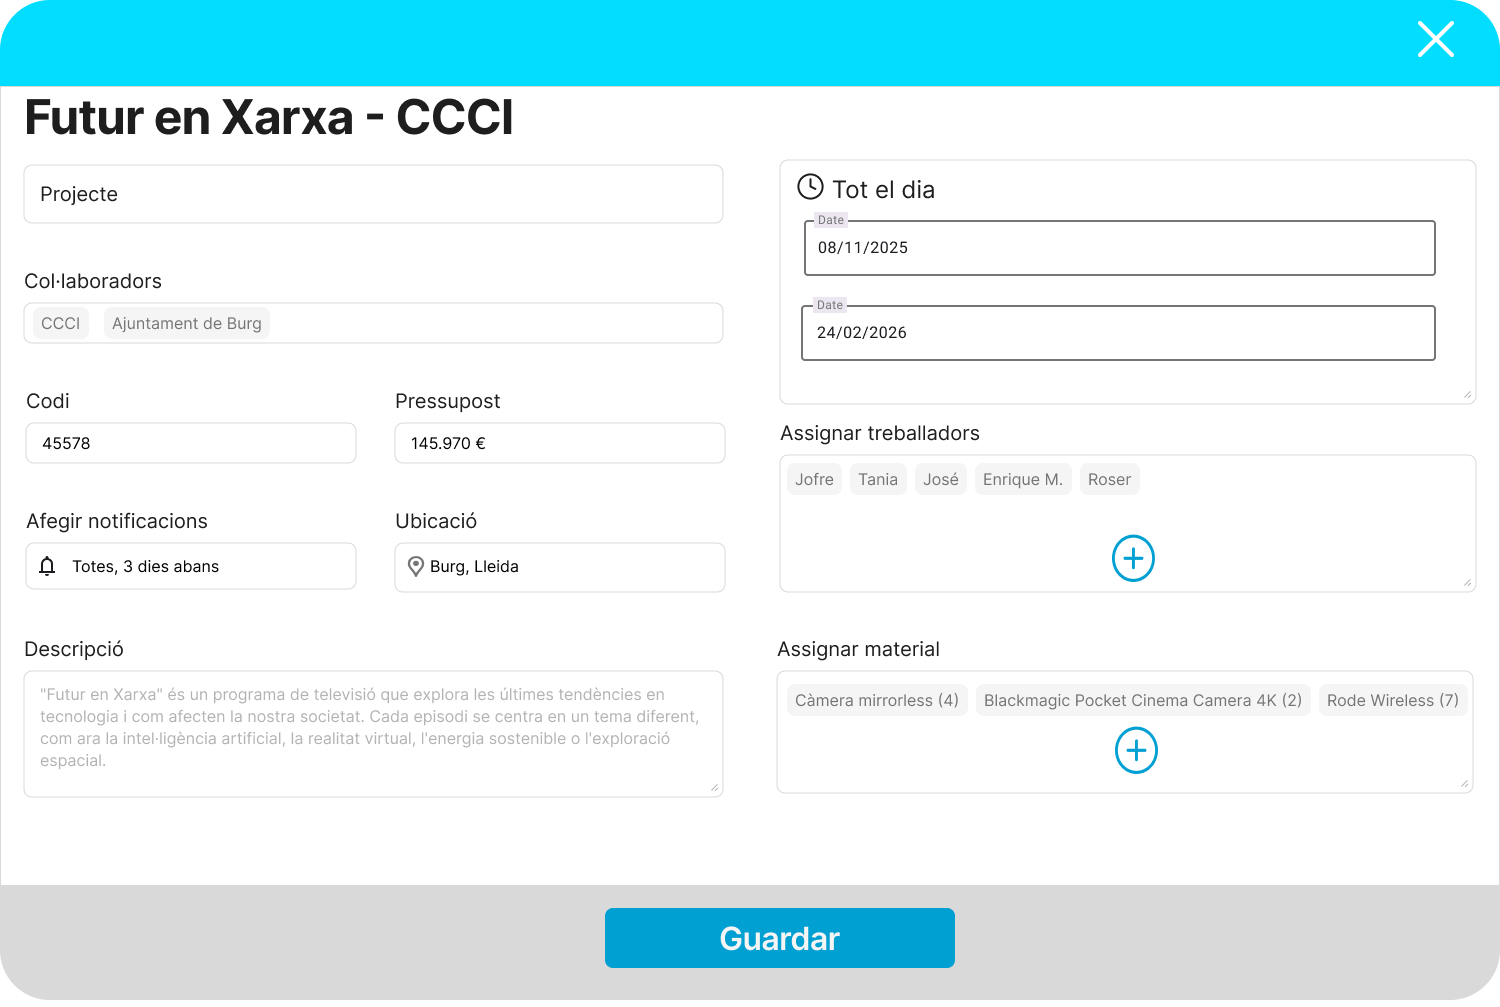 Futur en Xarxa - CCCI
Projecte
Col·laboradors
CCCI Ajuntament de Burg
Codi
45578
Pressupost
145.970 €
Afegir notificacions
Totes, 3 dies abans
Ubicació
Burg, Lleida
Descripció
"Futur en Xarxa" és un programa de televisió que explora les últimes tendències en
tecnologia i com afecten la nostra societat. Cada episodi se centra en un tema diferent,
com ara la intel·ligència artificial, la realitat virtual, l'energia sostenible o l'exploració
espacial.
Tot el dia
Date
08/11/2025
Date
24/02/2026
Assignar treballadors
Jofre Tania José Enrique M. Roser
Assignar material
Càmera mirrorless (4) Blackmagic Pocket Cinema Camera 4K (2) Rode Wireless (7)
Guardar